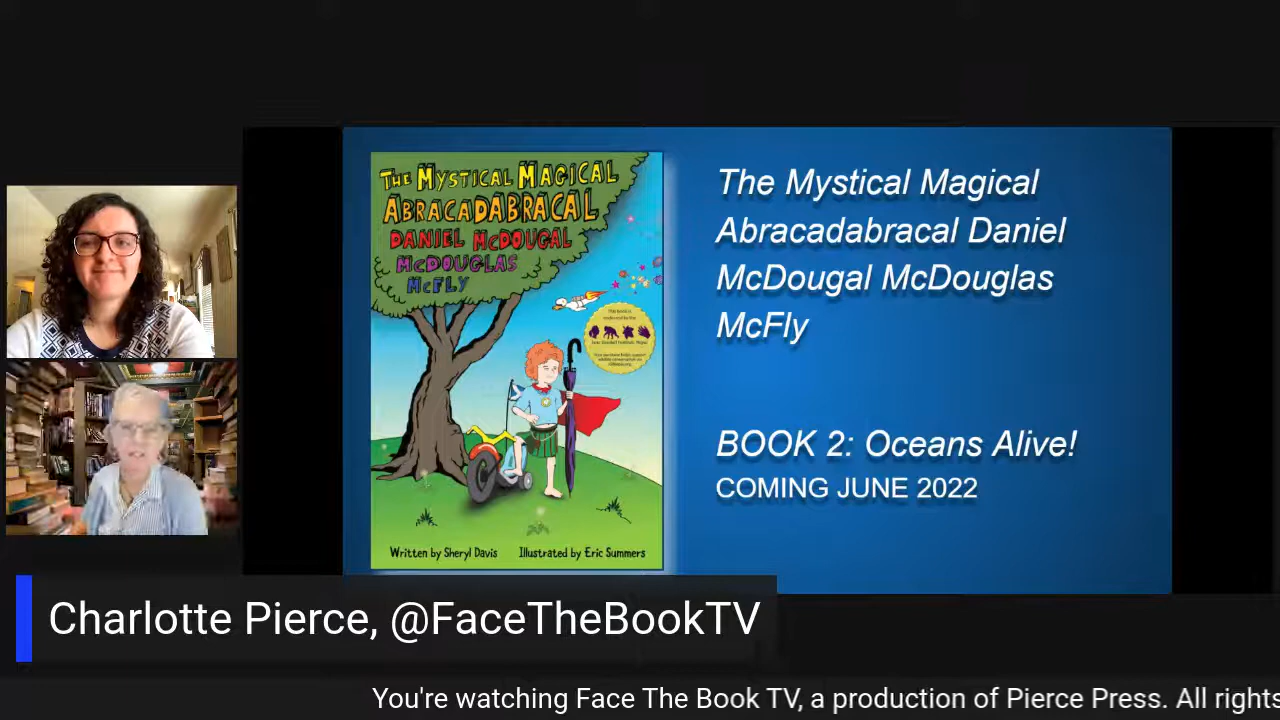 THE MYSTICAL MAGICAL
ABRACADABRACAL
DANIEL MCDOUGAL
MCDOUGLAS
MCFLY
Written by Sheryl Davis Illustrated by Eric Summers
The Mystical Magical
Abracadabracal Daniel
McDougal McDouglas
McFly
BOOK 2: Oceans Alive!
COMING JUNE 2022
Charlotte Pierce, @FaceTheBookTV
You're watching Face The Book TV, a production of Pierce Press. All rights